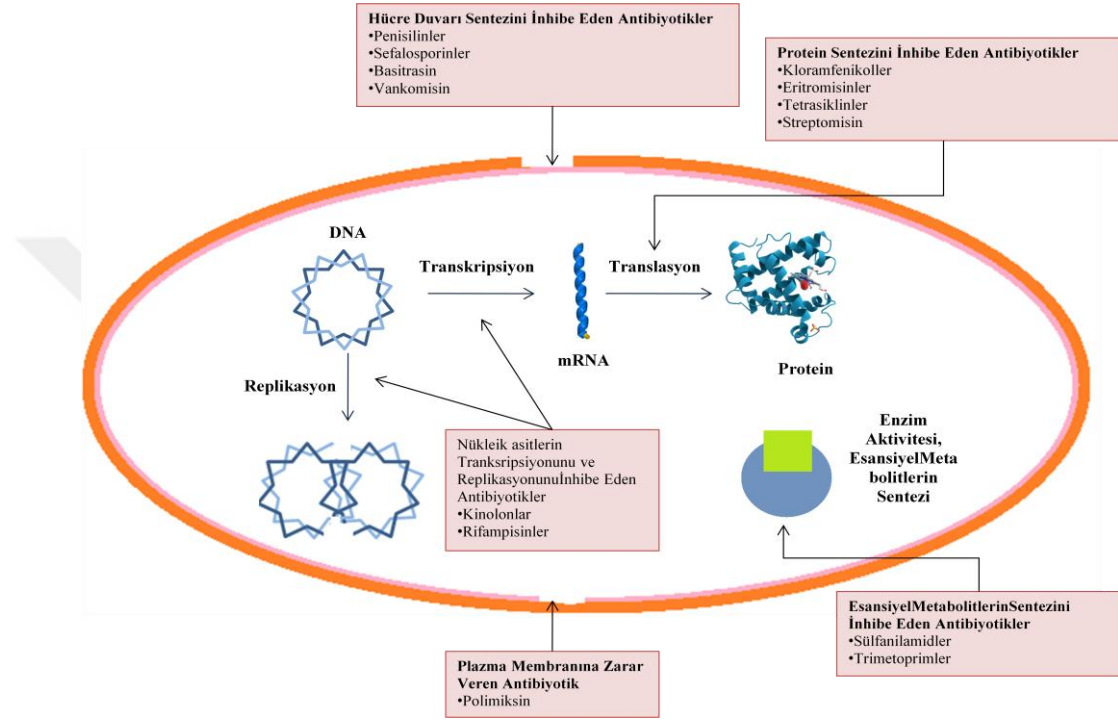 Hücre Duvarı Sentezini İnhibe Eden Antibiyotikler
•Penisilinler
•Sefalosporinler
•Basitrasin
•Vankomisin
Protein Sentezini İnhibe Eden Antibiyotikler
•Kloramfenikoller
•Eritromisinler
•Tetrasiklinler
•Streptomisin
DNA
Transkripsiyon
Translasyon
mRNA
Protein
Replikasyon
Nükleik asitlerin
Tranksripsiyonunu ve
Replikasyonunuİnhibe Eden
Antibiyotikler
•Kinolonlar
•Rifampisinler
Enzim
Aktivitesi,
EsansiyelMeta
bolitlerin
Sentezi
Plazma Membranına Zarar
Veren Antibiyotik
•Polimiksin
EsansiyelMetabolitlerinSentezini
İnhibe Eden Antibiyotikler
•Sülfanilamidler
•Trimetoprimler